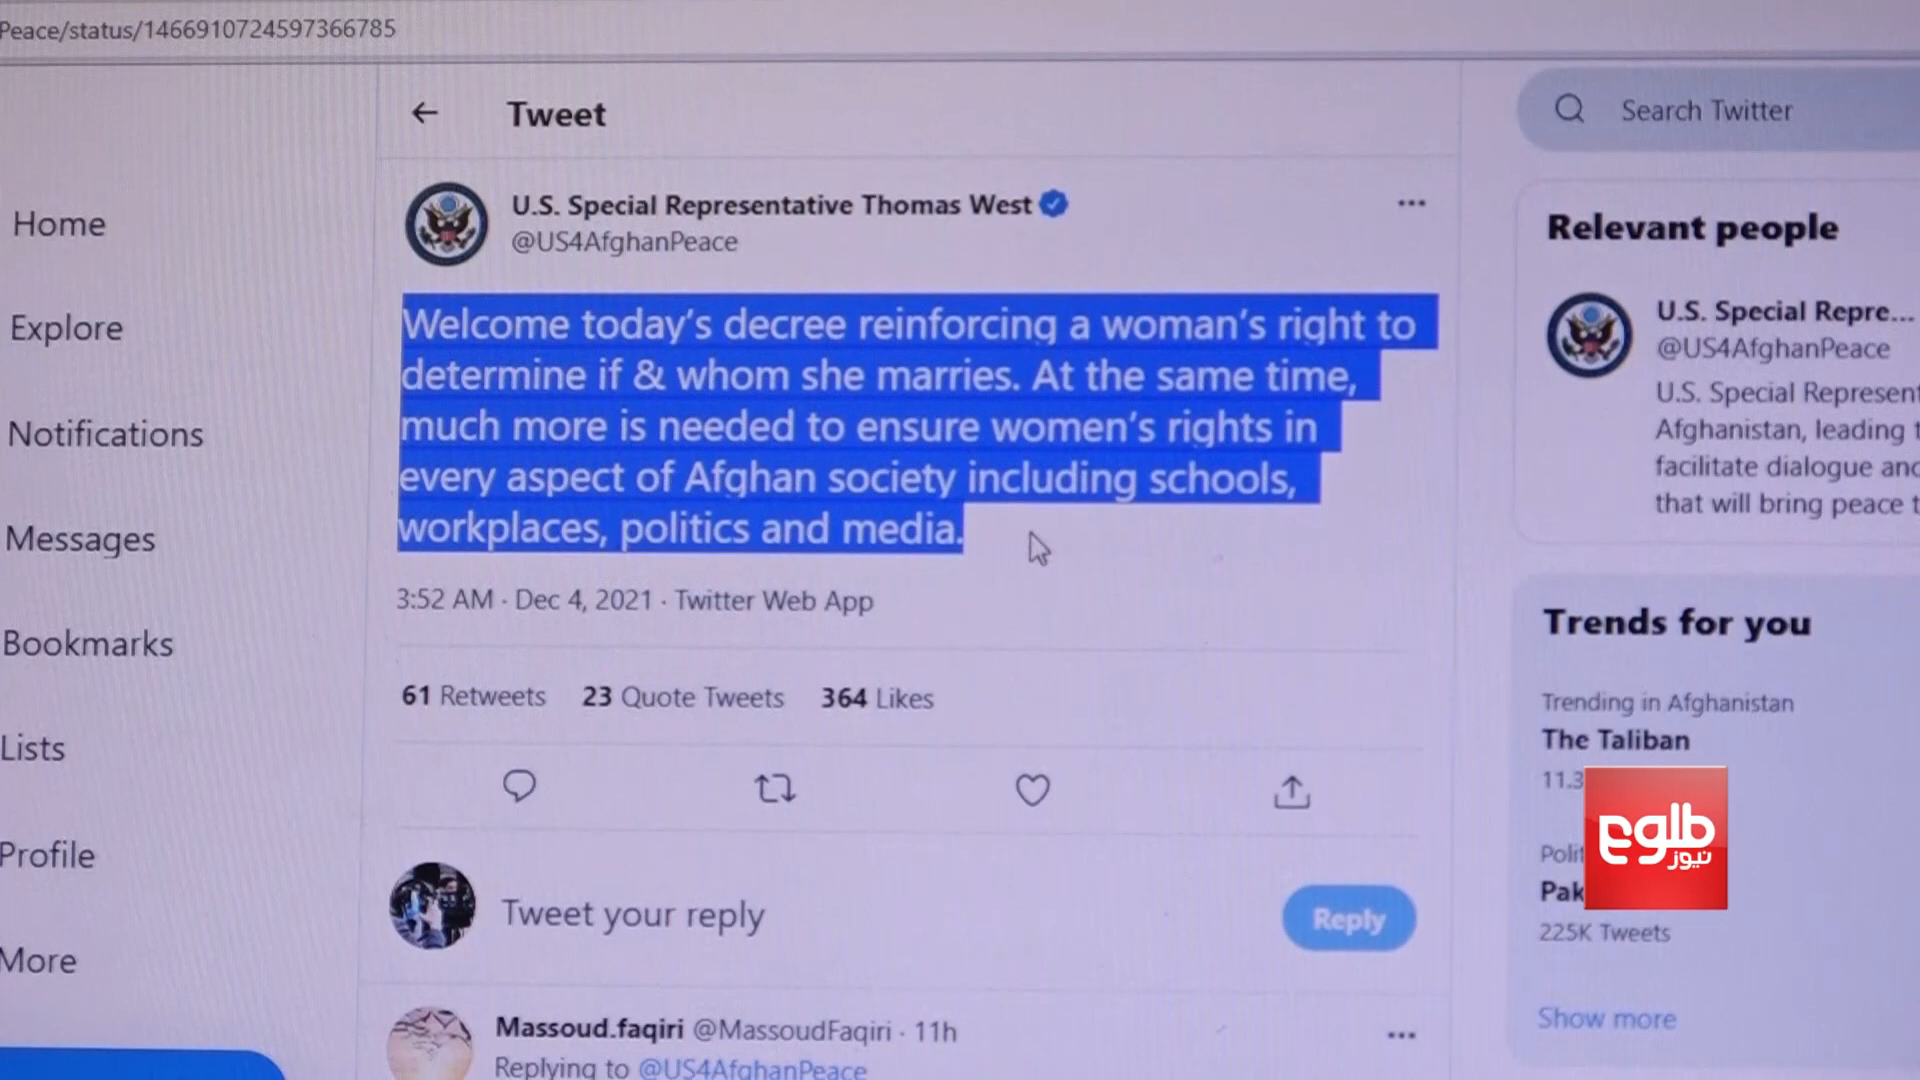 Peace/status/1466910724597366785
Tweet
Search Twitter
U.S. Special Representative Thomas West
@US4AfghanPeace
Welcome today's decree reinforcing a woman's right to
determine if & whom she marries. At the same time,
much more is needed to ensure women's rights in
every aspect of Afghan society including schools,
workplaces, politics and media.
3:52 AM · Dec 4, 2021 · Twitter Web App
61 Retweets 23 Quote Tweets 364 Likes
Tweet your reply
Reply
Massoud.faqiri @MassoudFaqiri · 11h
Replying to @US4AfghanPeace
Home
Explore
Notifications
Messages
Bookmarks
Lists
Profile
More
Relevant people
U.S. Special Repre...
@US4AfghanPeace
U.S. Special
Afghanistan, leading
facilitate dialogue
that will bring peace
Trends for you
Trending in Afghanistan
The Taliban
11.3
225K Tweets
Show more
طلوع
نیوز